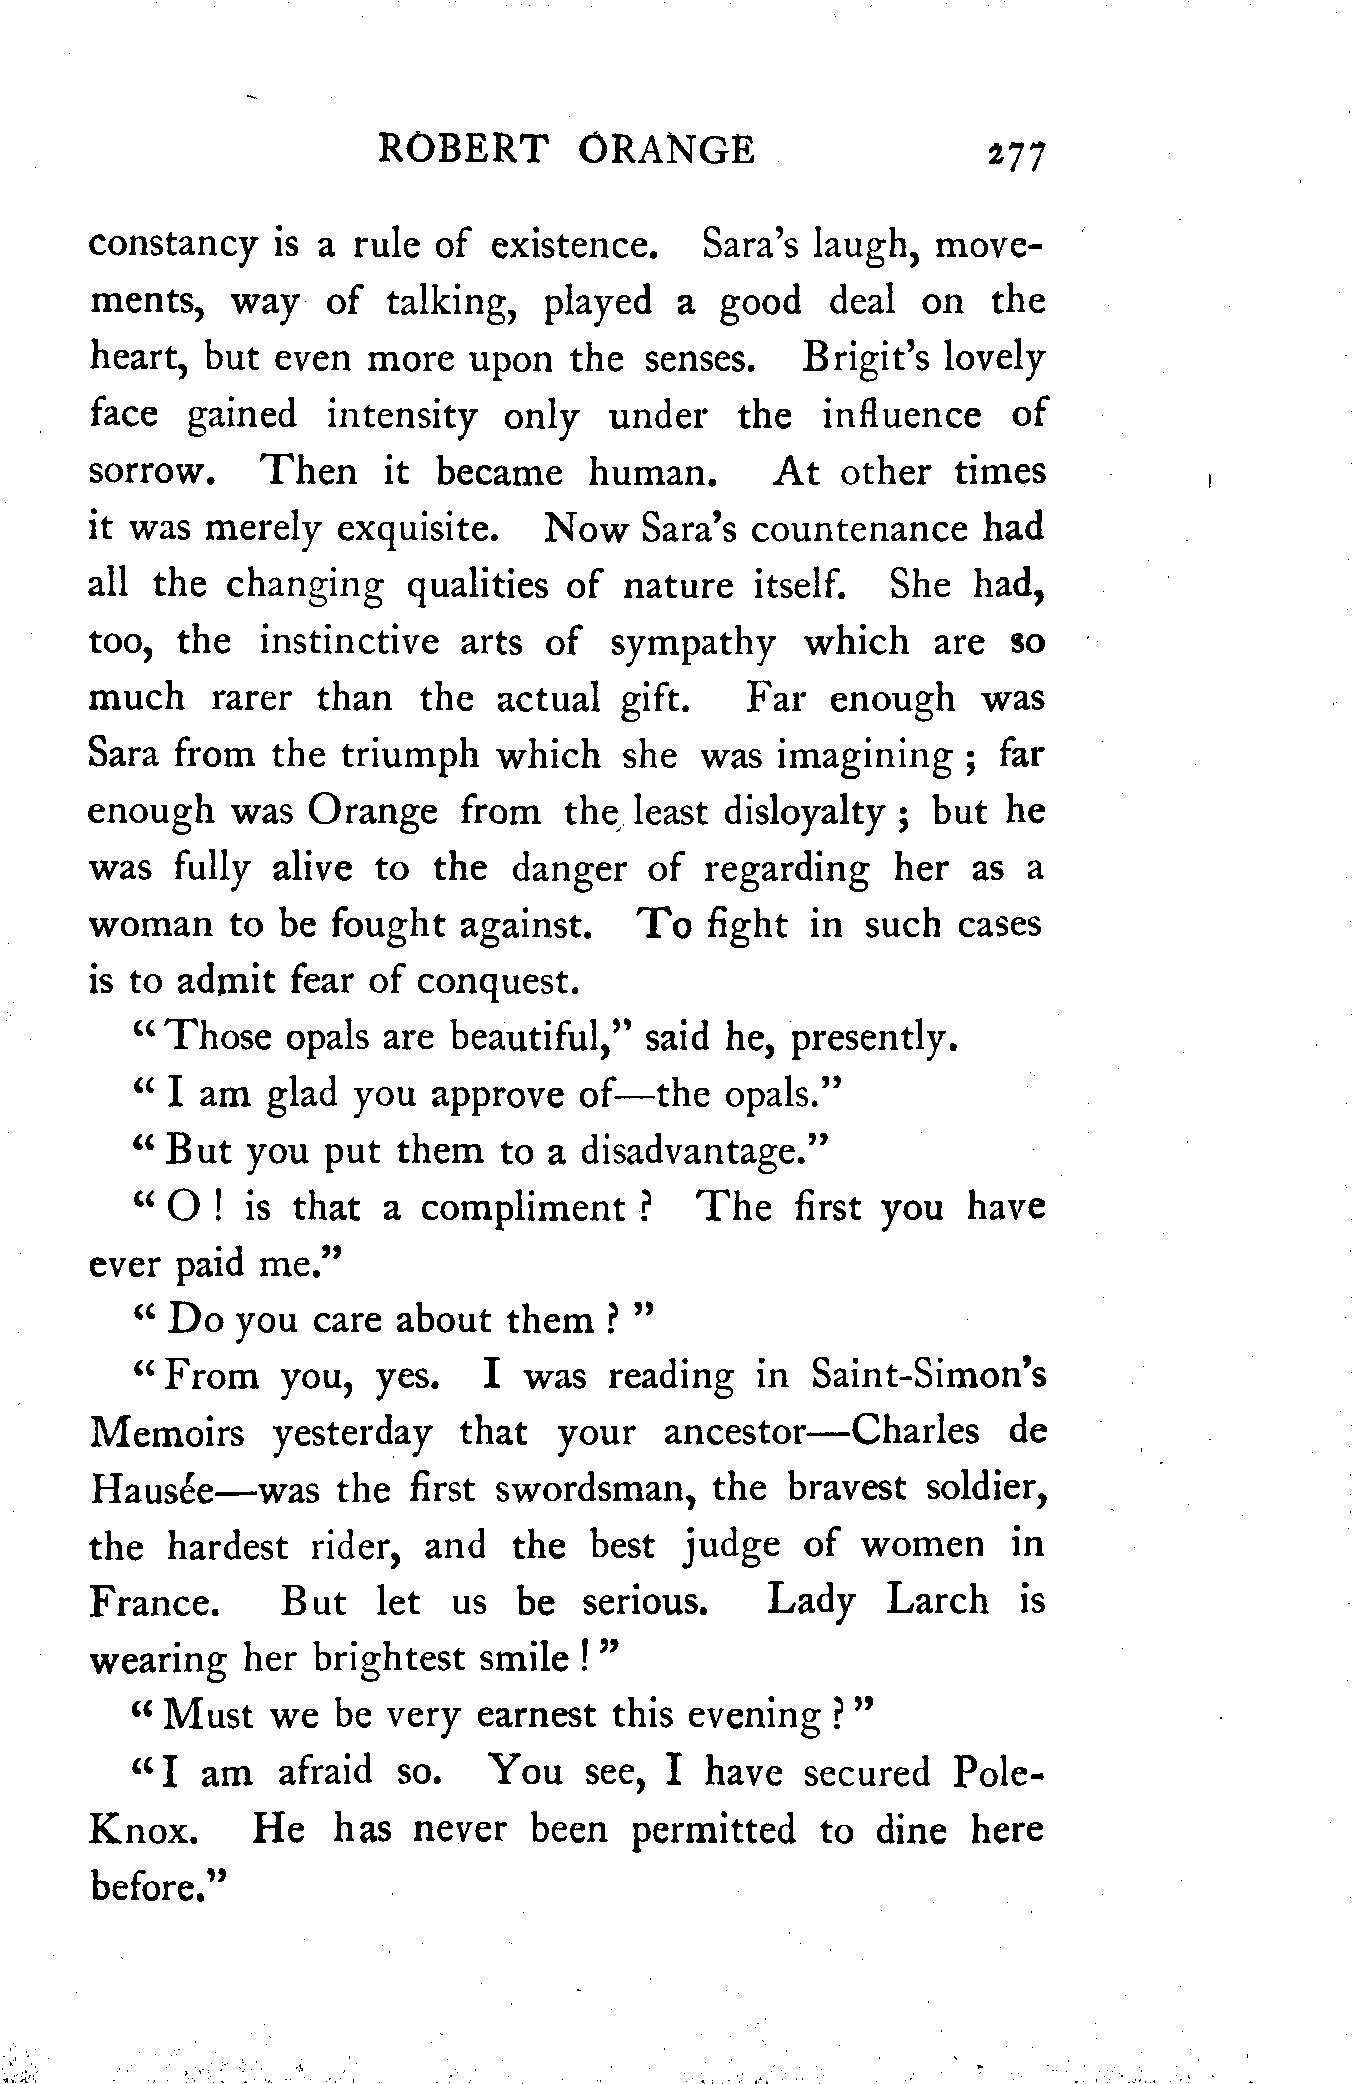 ROBERT ORANGE 277
constancy is a rule of existence. Sara's laugh, move-
ments, way of talking, played a good deal on the
heart, but even more upon the senses. Brigit's lovely
face gained intensity only under the influence of
sorrow. Then it became human. At other times
it was merely exquisite. Now Sara's countenance had
all the changing qualities of nature itself. She had,
too, the instinctive arts of sympathy which are so
much rarer than the actual gift. Far enough was
Sara from the triumph which she was imagining ; far
enough was Orange from the least disloyalty ; but he
was fully alive to the danger of regarding her as a
woman to be fought against. To fight in such cases
is to admit fear of conquest.
“Those opals are beautiful,” said he, presently.
“ I am glad you approve of—the opals.”
“ But you put them to a disadvantage.”
“ O ! is that a compliment ? The first you have
ever paid me.”
“ Do you care about them ? ”
“ From you, yes. I was reading in Saint-Simon's
Memoirs yesterday that your ancestor—Charles de
Hausée—was the first swordsman, the bravest soldier,
the hardest rider, and the best judge of women in
France. But let us be serious. Lady Larch is
wearing her brightest smile ! ”
“ Must we be very earnest this evening ? ”
“ I am afraid so. You see, I have secured Pole-
Knox. He has never been permitted to dine here
before.”